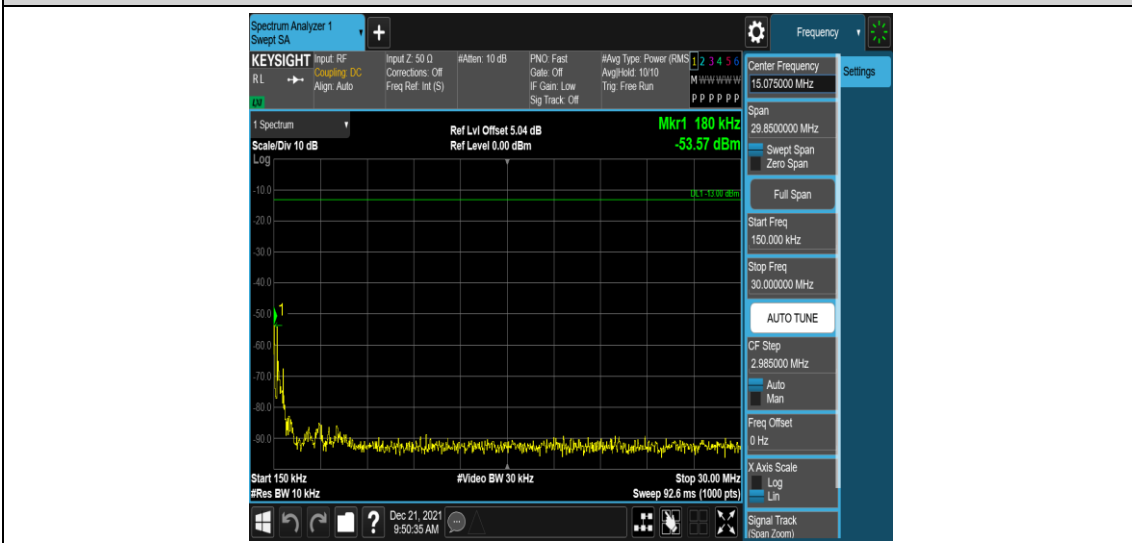 Spectrum Analyzer 1
Swept SA
+
Frequency
KEYSIGHT
RL
Input: RF
Coupling: DC
Align: Auto
Input Z: 50 Ω
Corrections: Off
Freq Ref: Int (S)
#Atten: 10 dB
PNO: Fast
Gate: Off
IF Gain: Low
Sig Track: Off
#Avg Type: Power (RMS
Avg|Hold: 10/10
Trig: Free Run
1 2 3 4 5 6
M W W W W W
P P P P P P
1 Spectrum
Scale/Div 10 dB
Log
Ref Lvl Offset 5.04 dB
Ref Level 0.00 dBm
Mkr1 180 kHz
-53.57 dBm
DL1 -13.00 dBm
-10.0
-20.0
-30.0
-40.0
-50.0
1
-60.0
-70.0
-80.0
-90.0
Start 150 kHz
#Res BW 10 kHz
#Video BW 30 kHz
Stop 30.00 MHz
Sweep 92.6 ms (1000 pts)
?
Dec 21, 2021
9:50:35 AM
Center Frequency
15.075000 MHz
Settings
Span
29.8500000 MHz
Swept Span
Zero Span
Full Span
Start Freq
150.000 kHz
Stop Freq
30.000000 MHz
AUTO TUNE
CF Step
2.985000 MHz
Auto
Man
Freq Offset
0 Hz
X Axis Scale
Log
Lin
Signal Track
(Span Zoom)